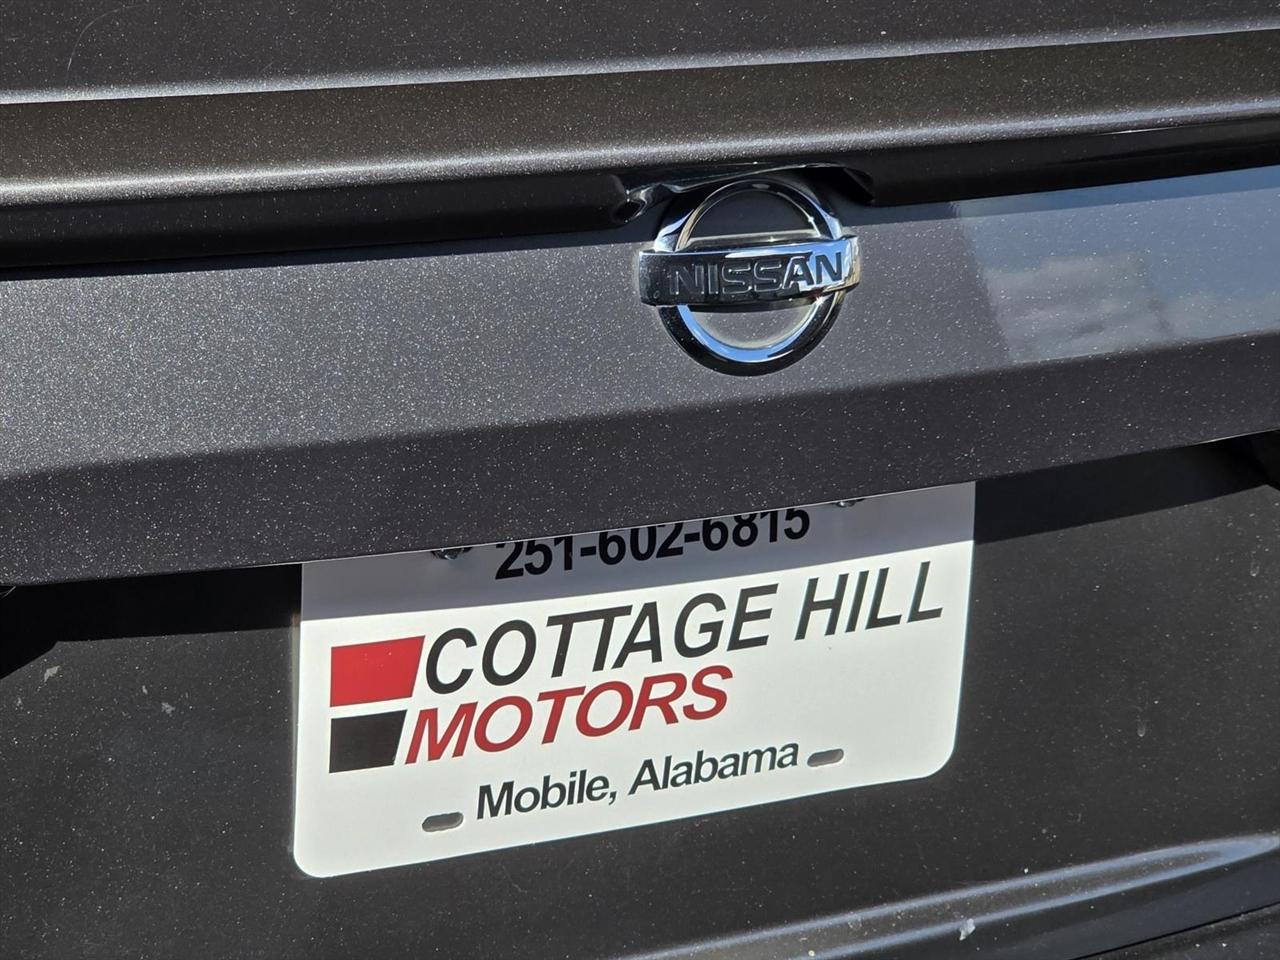 NISSAN
251-602-6815
COTTAGE HILL
MOTORS
Mobile, Alabama